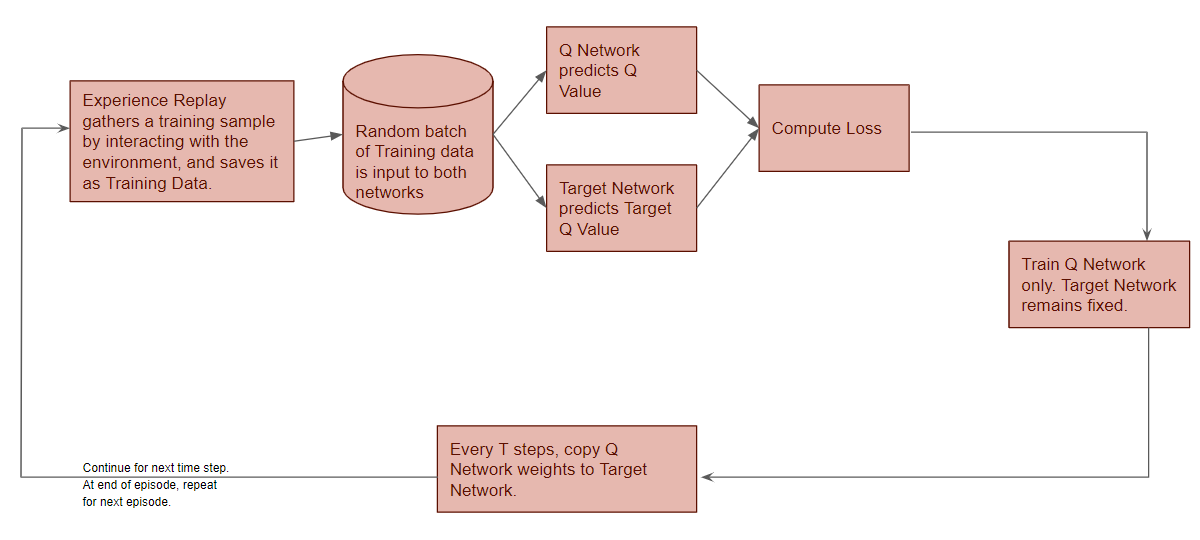 Experience Replay
gathers a training sample
by interacting with the
environment, and saves it
as Training Data.
Random batch
of Training data
is input to both
networks
Q Network
predicts Q
Value
Target Network
predicts Target
Q Value
Compute Loss
Train Q Network
only. Target Network
remains fixed.
Every T steps, copy Q
Network weights to Target
Network.
Continue for next time step.
At end of episode, repeat
for next episode.